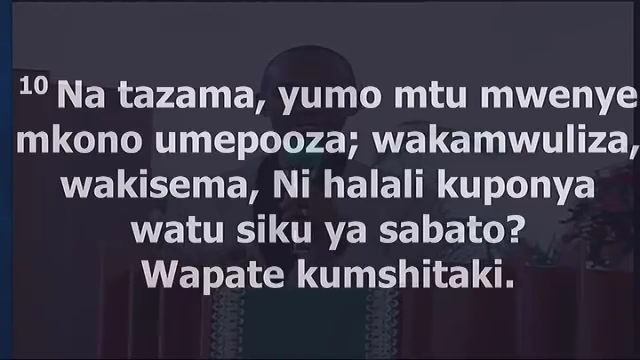 10 Na tazama, yumo mtu mwenye
mkono umepooza; wakamwuliza,
wakisema, Ni halali kuponya
watu siku ya sabato?
Wapate kumshitaki.